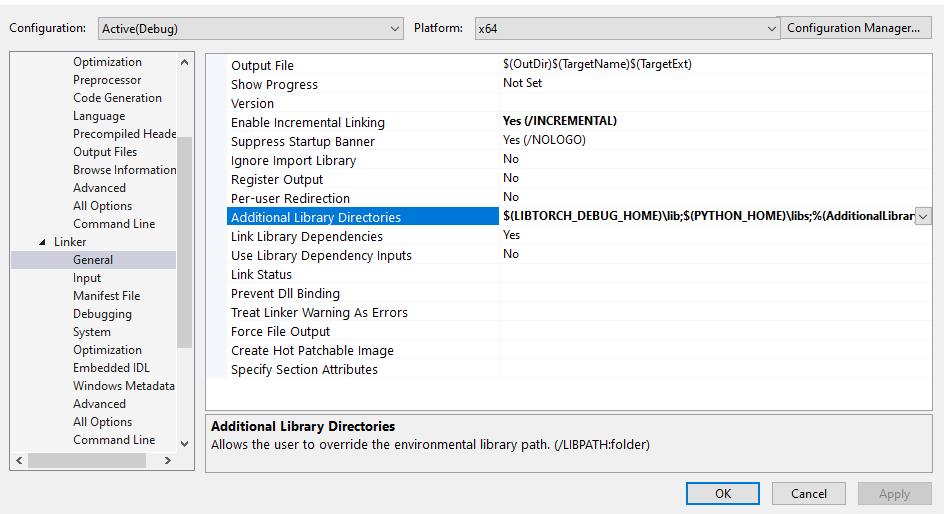 Configuration: Active(Debug) Platform: x64 Configuration Manager...
Optimization
Preprocessor
Code Generation
Language
Precompiled Heade
Output Files
Browse Information
Advanced
All Options
Command Line
Linker
General
Input
Manifest File
Debugging
System
Optimization
Embedded IDL
Windows Metadata
Advanced
All Options
Command Line
Output File $(OutDir)$(TargetName)$(TargetExt)
Show Progress Not Set
Version
Enable Incremental Linking Yes (/INCREMENTAL)
Suppress Startup Banner Yes (/NOLOGO)
Ignore Import Library No
Register Output No
Per-user Redirection No
Additional Library Directories $(LIBTORCH_DEBUG_HOME)\lib;$(PYTHON_HOME)\libs;%(AdditionalLibrar
Link Library Dependencies Yes
Use Library Dependency Inputs No
Link Status
Prevent Dll Binding
Treat Linker Warning As Errors
Force File Output
Create Hot Patchable Image
Specify Section Attributes
Additional Library Directories
Allows the user to override the environmental library path. (/LIBPATH:folder)
OK Cancel Apply